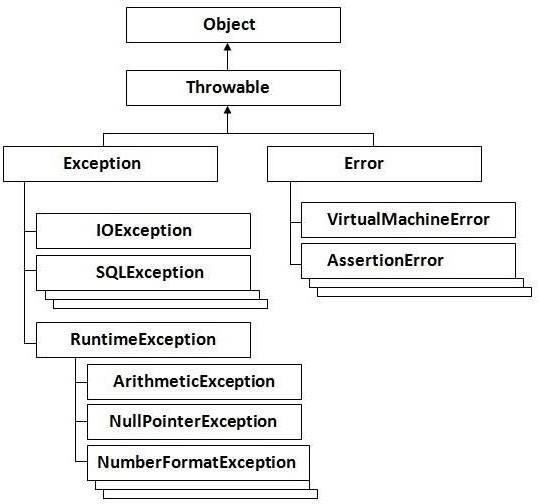 Object
Throwable
Exception
Error
IOException
VirtualMachineError
SQLException
AssertionError
RuntimeException
ArithmeticException
NullPointerException
NumberFormatException